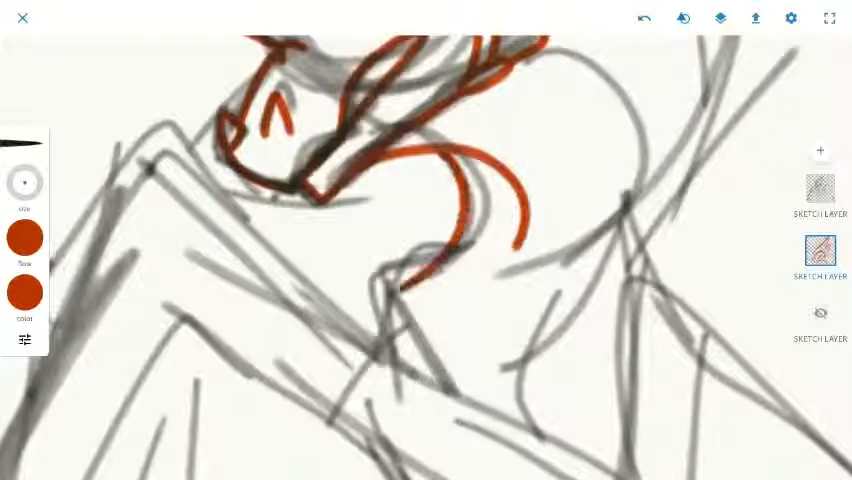 size
flow
color
SKETCH LAYER
SKETCH LAYER
SKETCH LAYER